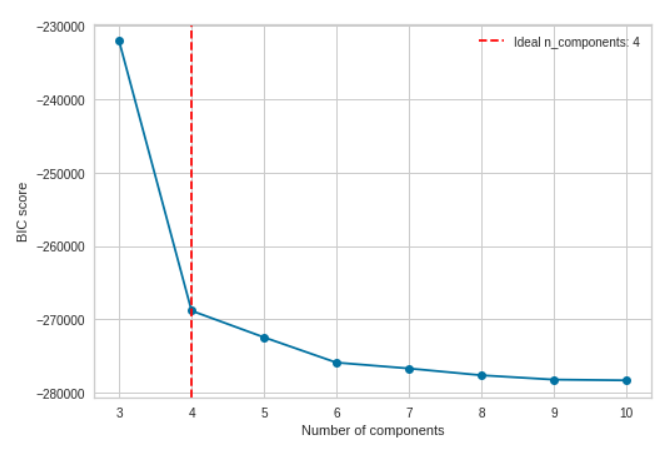 −230000
Ideal n_components: 4
−240000
−250000
BIC score
−260000
−270000
−280000
3 4 5 6 7 8 9 10
Number of components